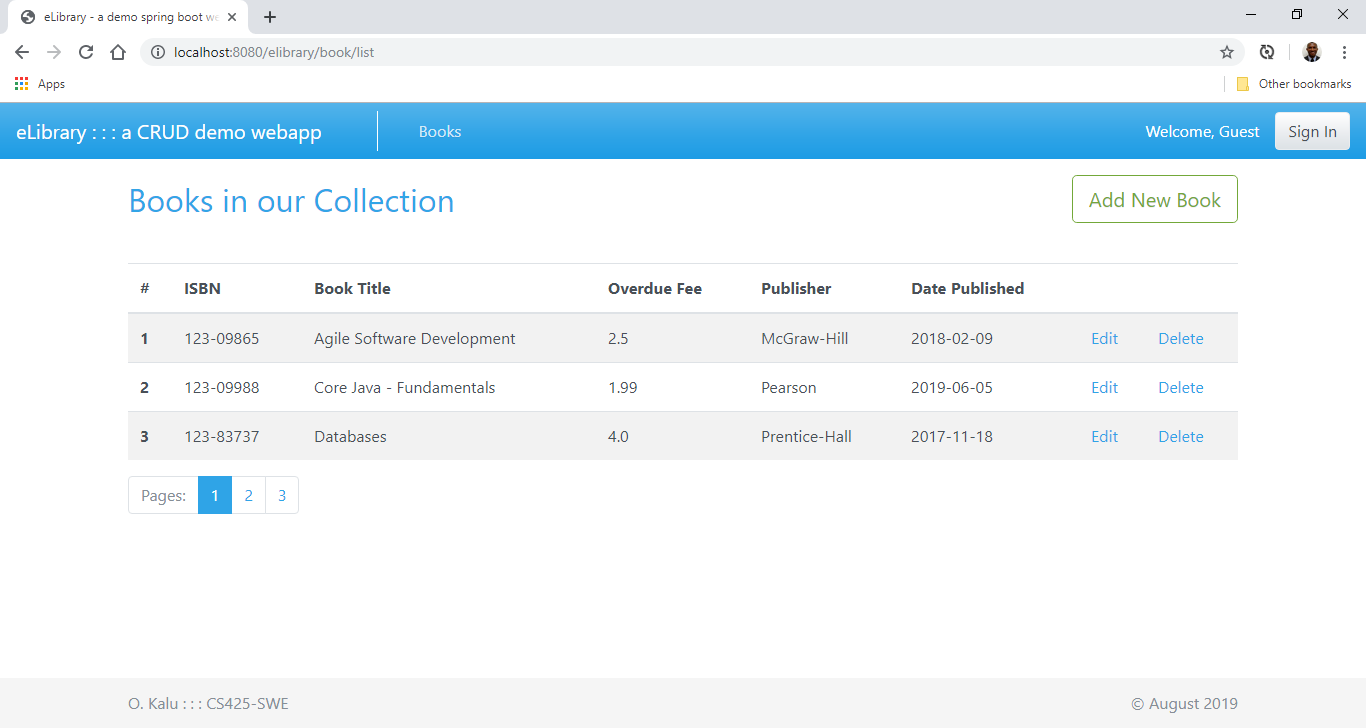 eLibrary - a demo spring boot we
localhost:8080/elibrary/book/list
Apps Other bookmarks
eLibrary : : : a CRUD demo webapp Books Welcome, Guest Sign In
Books in our Collection Add New Book
# ISBN Book Title Overdue Fee Publisher Date Published
1 123-09865 Agile Software Development 2.5 McGraw-Hill 2018-02-09 Edit Delete
2 123-09988 Core Java - Fundamentals 1.99 Pearson 2019-06-05 Edit Delete
3 123-83737 Databases 4.0 Prentice-Hall 2017-11-18 Edit Delete
Pages: 1 2 3
O. Kalu : : : CS425-SWE © August 2019